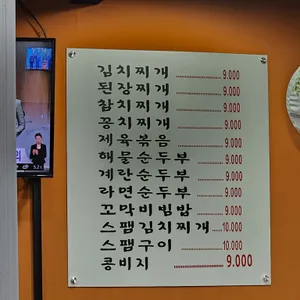 김치찌개 9.000
된장찌개 9.000
참치찌개 9.000
꽁치찌개 9.000
제육볶음 9.000
해물순두부 9.000
계란순두부 9.000
라면순두부 9.000
꼬막비빔밥 9.000
스팸김치찌개 10.000
스팸구이 10.000
콩비지 9.000